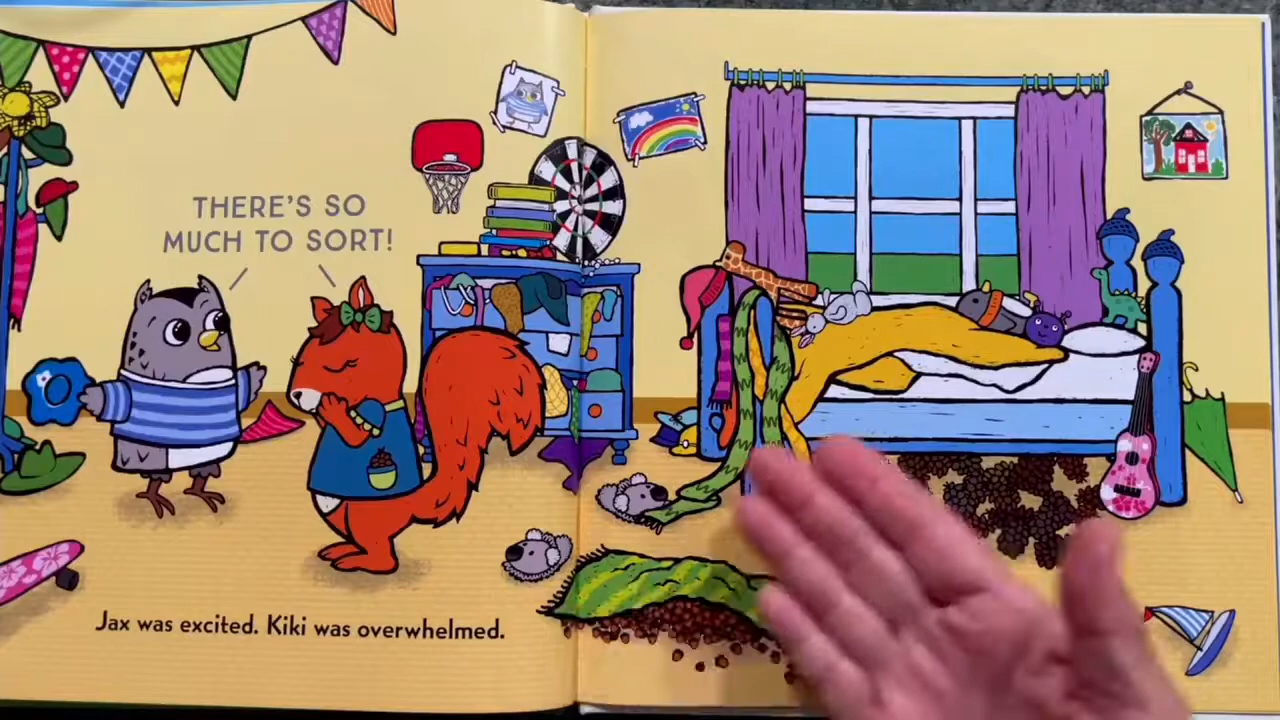 THERE'S SO
MUCH TO SORT!
Jax was excited. Kiki was overwhelmed.